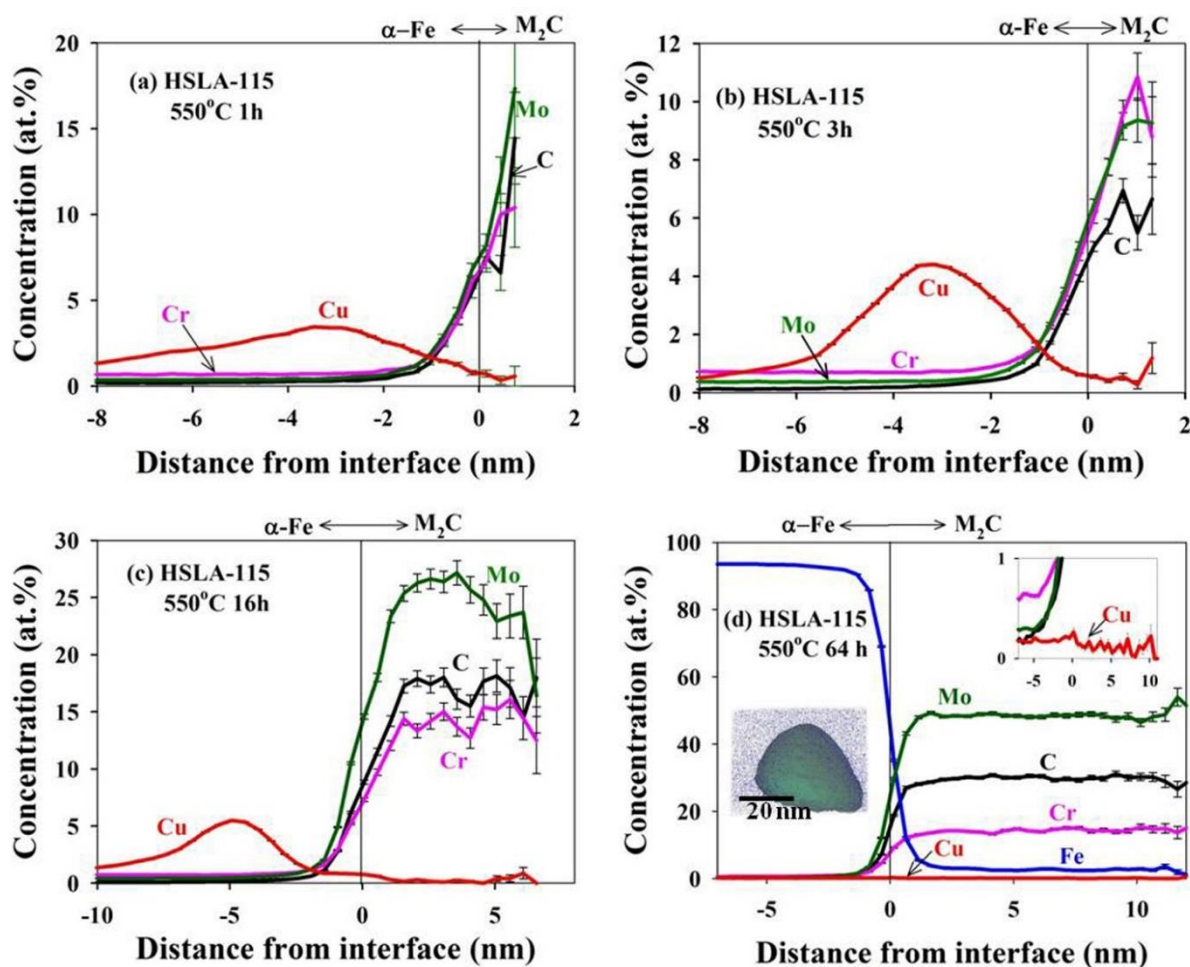 α–Fe ⟷ M₂C
(a) HSLA-115
550°C 1h
Mo
C
Cr
Cu
20
15
10
5
0
-8 -6 -4 -2 0 2
Concentration (at.%)
Distance from interface (nm)
α-Fe ⟷ M₂C
(b) HSLA-115
550°C 3h
C
Cu
Mo
Cr
12
10
8
6
4
2
0
-8 -6 -4 -2 0 2
Concentration (at.%)
Distance from interface (nm)
α-Fe ⟷ M₂C
(c) HSLA-115
550°C 16h
Mo
C
Cr
Cu
30
25
20
15
10
5
0
-10 -5 0 5
Concentration (at.%)
Distance from interface (nm)
α–Fe ⟷ M₂C
(d) HSLA-115
550°C 64 h
1
Cu
0
-5 0 5 10
Mo
20nm
C
Cr
Cu
Fe
100
80
60
40
20
0
-5 0 5 10
Concentration (at.%)
Distance from interface (nm)